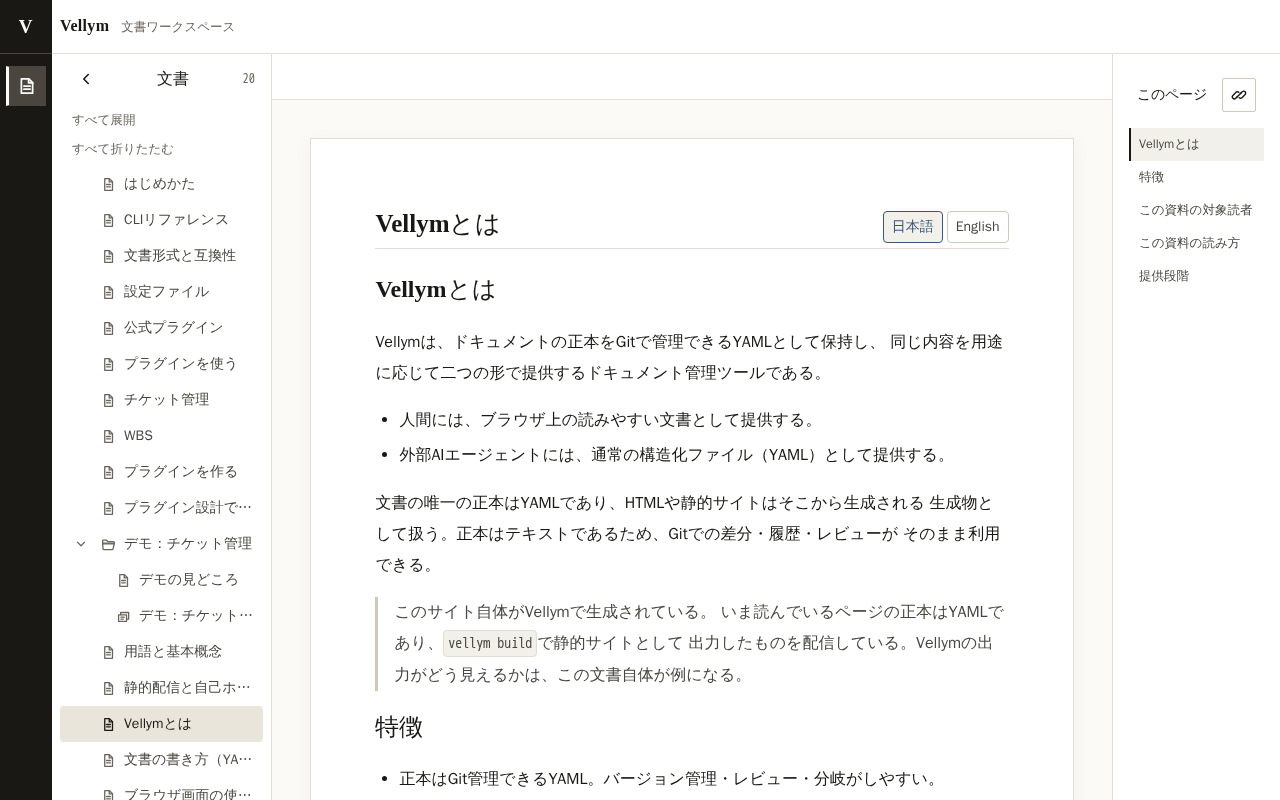 V
Vellym
文書ワークスペース
文書
20
すべて展開
すべて折りたたむ
はじめかた
CLIリファレンス
文書形式と互換性
設定ファイル
公式プラグイン
プラグインを使う
チケット管理
WBS
プラグインを作る
プラグイン設計で…
デモ：チケット管理
デモの見どころ
デモ：チケット…
用語と基本概念
静的配信と自己ホ…
Vellymとは
文書の書き方（YA…
ブラウザ画面の使…
Vellymとは
日本語
English
Vellymとは
Vellymは、ドキュメントの正本をGitで管理できるYAMLとして保持し、 同じ内容を用途
に応じて二つの形で提供するドキュメント管理ツールである。
• 人間には、ブラウザ上の読みやすい文書として提供する。
• 外部AIエージェントには、通常の構造化ファイル（YAML）として提供する。
文書の唯一の正本はYAMLであり、HTMLや静的サイトはそこから生成される 生成物と
して扱う。正本はテキストであるため、Gitでの差分・履歴・レビューが そのまま利用
できる。
このサイト自体がVellymで生成されている。 いま読んでいるページの正本はYAMLで
あり、vellym buildで静的サイトとして 出力したものを配信している。Vellymの出
力がどう見えるかは、この文書自体が例になる。
特徴
• 正本はGit管理できるYAML。バージョン管理・レビュー・分岐がしやすい。
このページ
Vellymとは
特徴
この資料の対象読者
この資料の読み方
提供段階